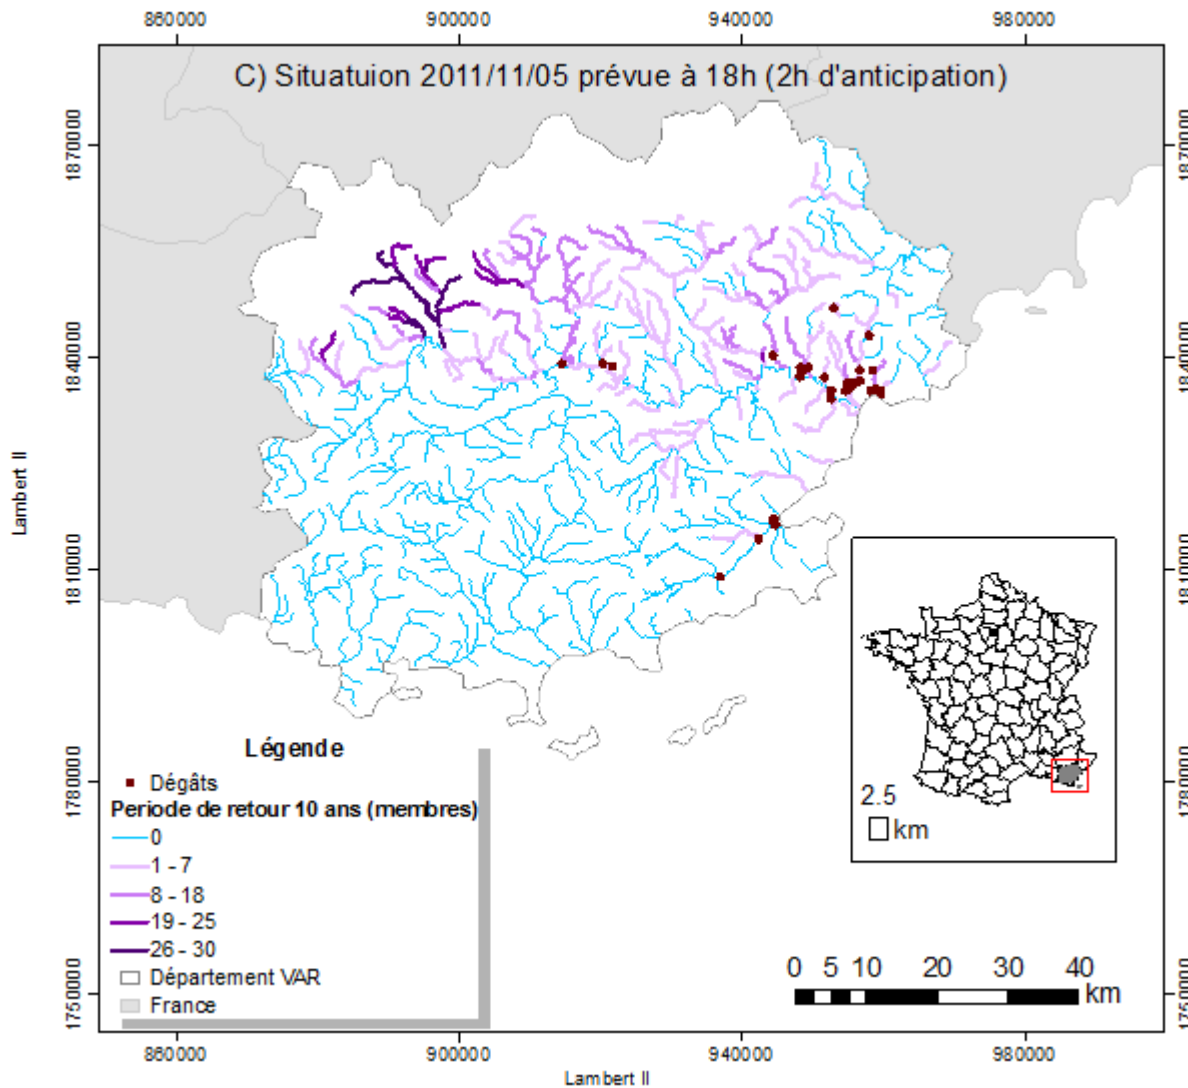 860000 900000 940000 980000
C) Situatuion 2011/11/05 prévue à 18h (2h d'anticipation)
1870000 1870000
1840000 1840000
Lambert II
1810000 1810000
Légende
Dégâts
1780000 1780000
Periode de retour 10 ans (membres)
2.5
km
0
1 - 7
8 - 18
19 - 25
26 - 30
Département VAR
France
0 5 10 20 30 40
km
1750000 1750000
860000 900000 940000 980000
Lambert II